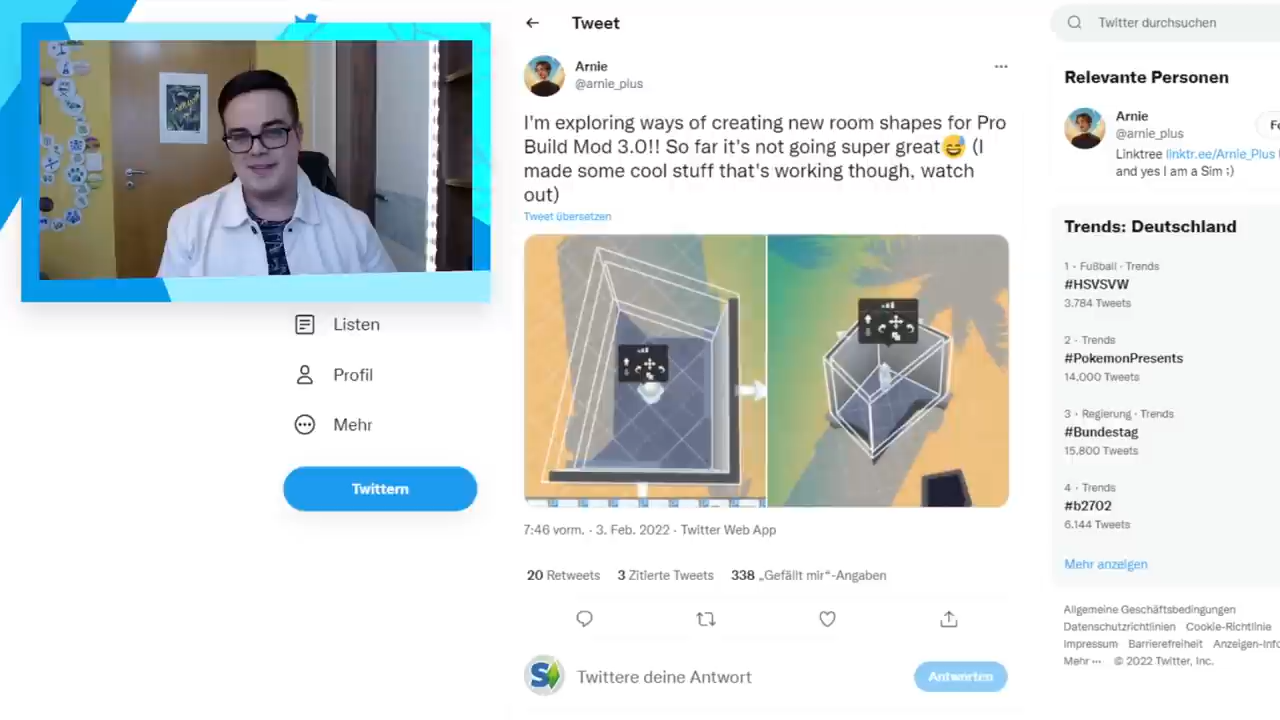 Tweet
Arnie
@arnie_plus
I'm exploring ways of creating new room shapes for Pro
Build Mod 3.0!! So far it's not going super great😅 (I
made some cool stuff that's working though, watch
out)
Tweet übersetzen
7:46 vorm. · 3. Feb. 2022 · Twitter Web App
20 Retweets 3 Zitierte Tweets 338 „Gefällt mir“-Angaben
Twittere deine Antwort
Antworten
Listen
Profil
Mehr
Twittern
Twitter durchsuchen
Relevante Personen
Arnie
@arnie_plus
Linktree linktr.ee/Arnie_Plus
and yes I am a Sim ;)
Trends: Deutschland
1 · Fußball · Trends
#HSVSVW
3.784 Tweets
2 · Trends
#PokemonPresents
14.000 Tweets
3 · Regierung · Trends
#Bundestag
15.800 Tweets
4 · Trends
#b2702
6.144 Tweets
Mehr anzeigen
Allgemeine Geschäftsbedingungen
Datenschutzrichtlinien Cookie-Richtlinie
Impressum Barrierefreiheit Anzeigen-Info
Mehr ··· © 2022 Twitter, Inc.